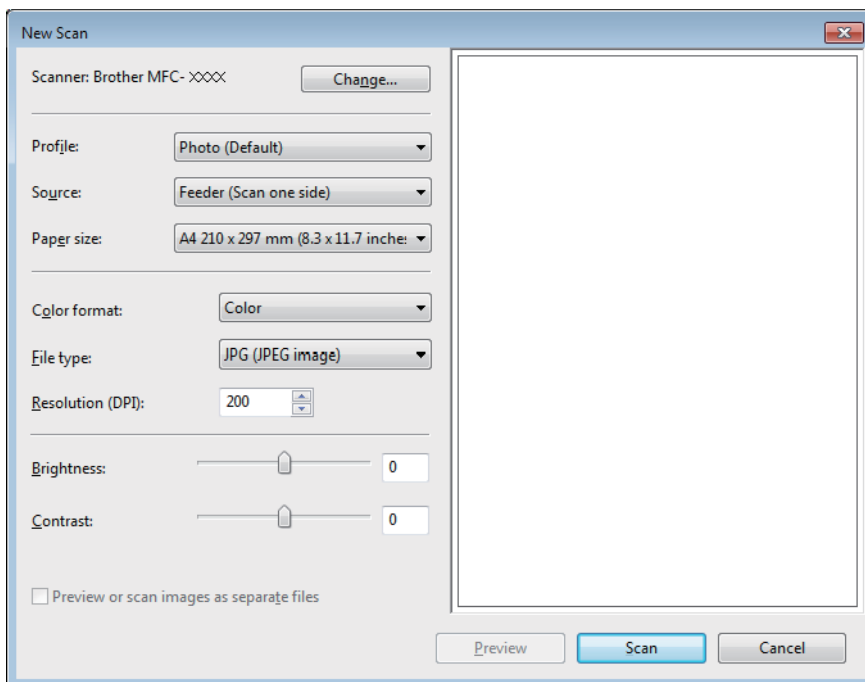 New Scan
Scanner: Brother MFC- XXXX
Change...
Profile:
Photo (Default)
Source:
Feeder (Scan one side)
Paper size:
A4 210 x 297 mm (8.3 x 11.7 inche
Color format:
Color
File type:
JPG (JPEG image)
Resolution (DPI):
200
Brightness:
0
Contrast:
0
Preview or scan images as separate files
Preview
Scan
Cancel